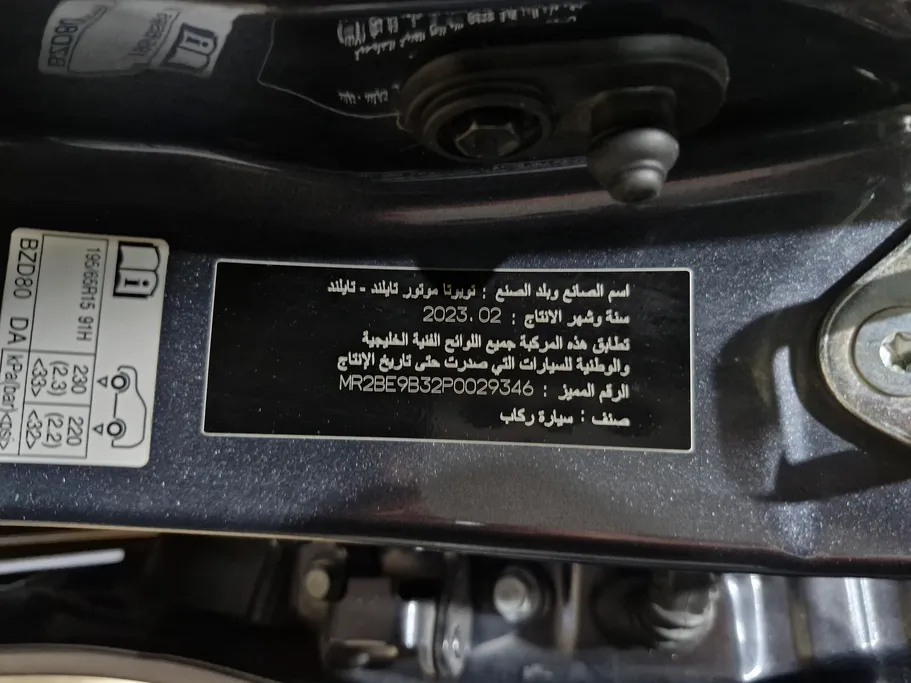 اسم الصانع وبلد الصنع : تويوتا موتور تايلند - تايلند
سنة وشهر الانتاج : 2023.02
تطابق هذه المركبة جميع اللوائح الفنية الخليجية
والوطنية للسيارات التي صدرت حتى تاريخ الإنتاج
الرقم المميز : MR2BE9B32P0029346
صنف : سيارة ركاب
195/65R15 91H
230
(2.3)
<33>
220
(2.2)
<32>
kPa(bar)<psi>
BZD80 DA